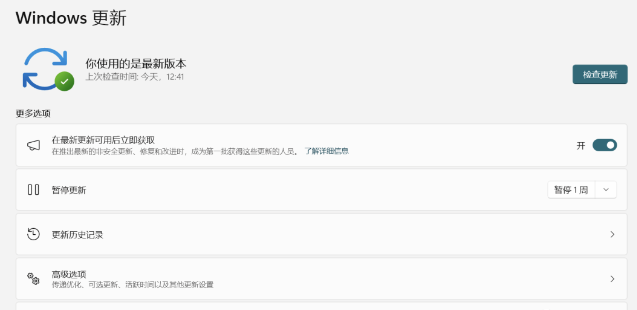 Windows 更新
你使用的是最新版本
上次检查时间: 今天，12:41
检查更新
更多选项
在最新更新可用后立即获取
在推出最新的非安全更新、修复和改进时，成为第一批获得这些更新的人员。 了解详细信息
开
暂停更新
暂停 1 周
更新历史记录
高级选项
传递优化、可选更新、活跃时间以及其他更新设置